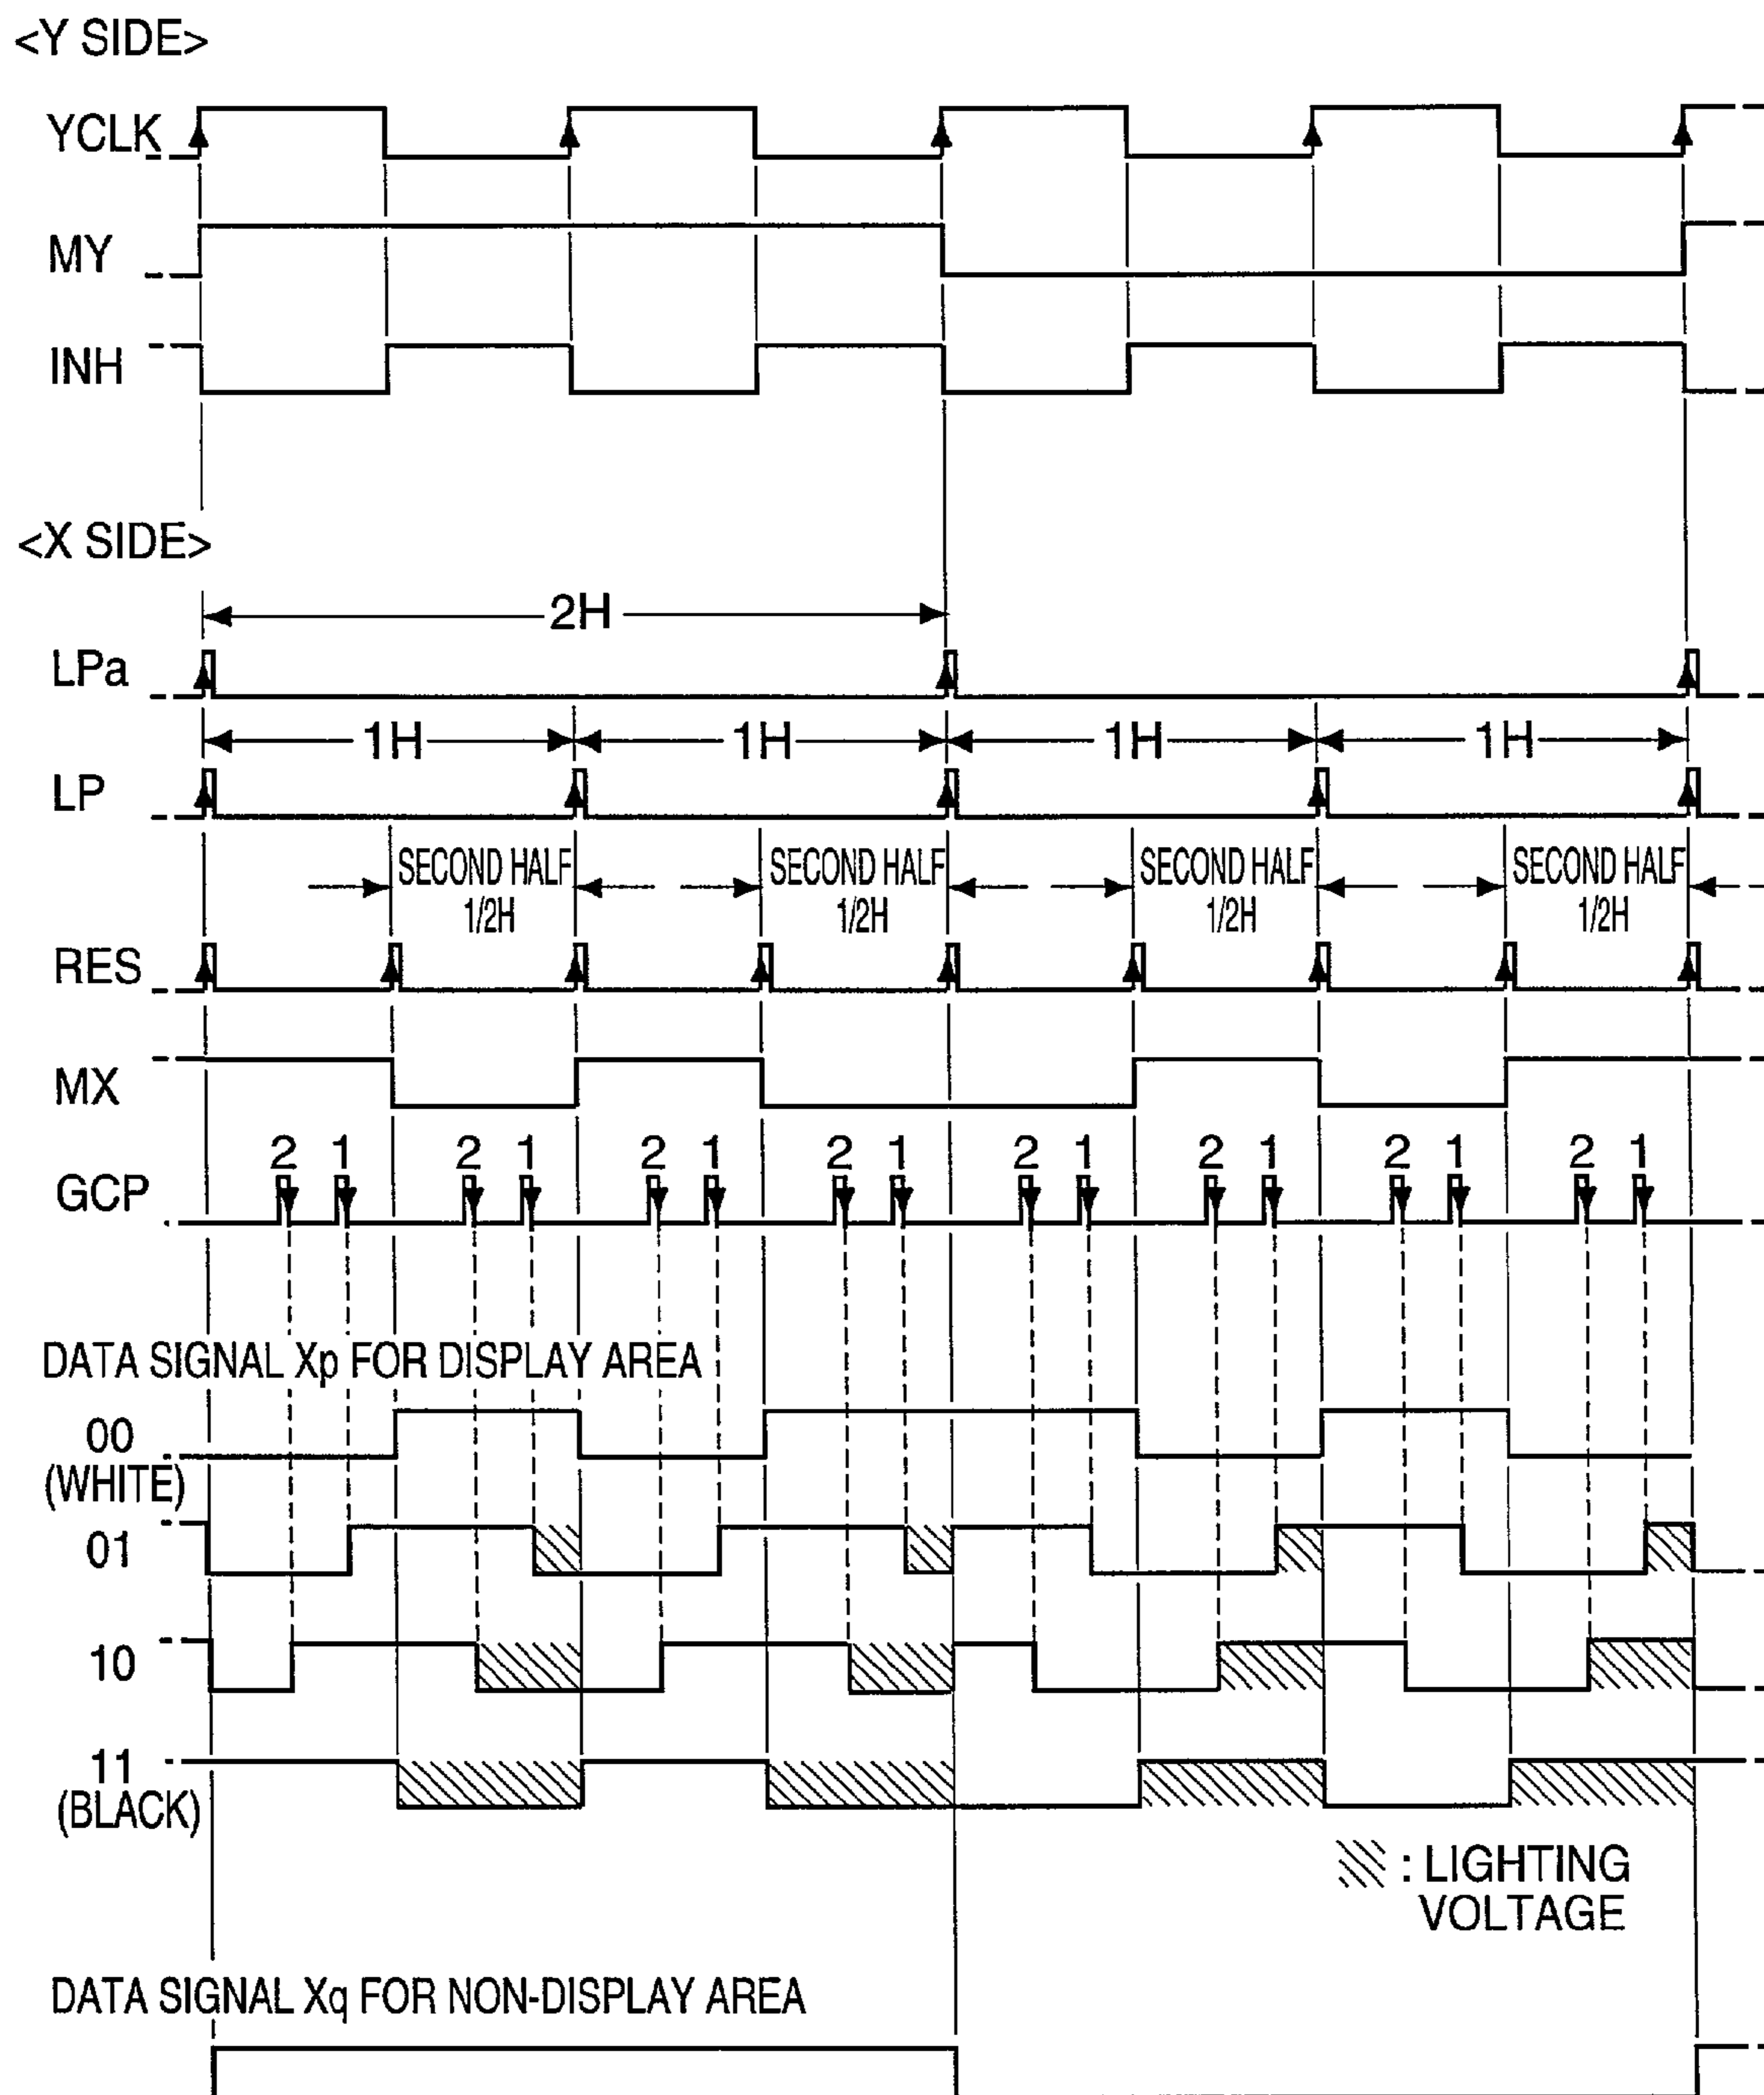 <Y SIDE>
YCLK
MY
INH
<X SIDE>
2H
LPa
1H 1H 1H 1H
LP
SECOND HALF SECOND HALF SECOND HALF SECOND HALF
1/2H 1/2H 1/2H 1/2H
RES
MX
2 1 2 1 2 1 2 1 2 1 2 1 2 1 2 1
GCP
DATA SIGNAL Xp FOR DISPLAY AREA
00
(WHITE)
01
10
11
(BLACK)
: LIGHTING
VOLTAGE
DATA SIGNAL Xq FOR NON-DISPLAY AREA